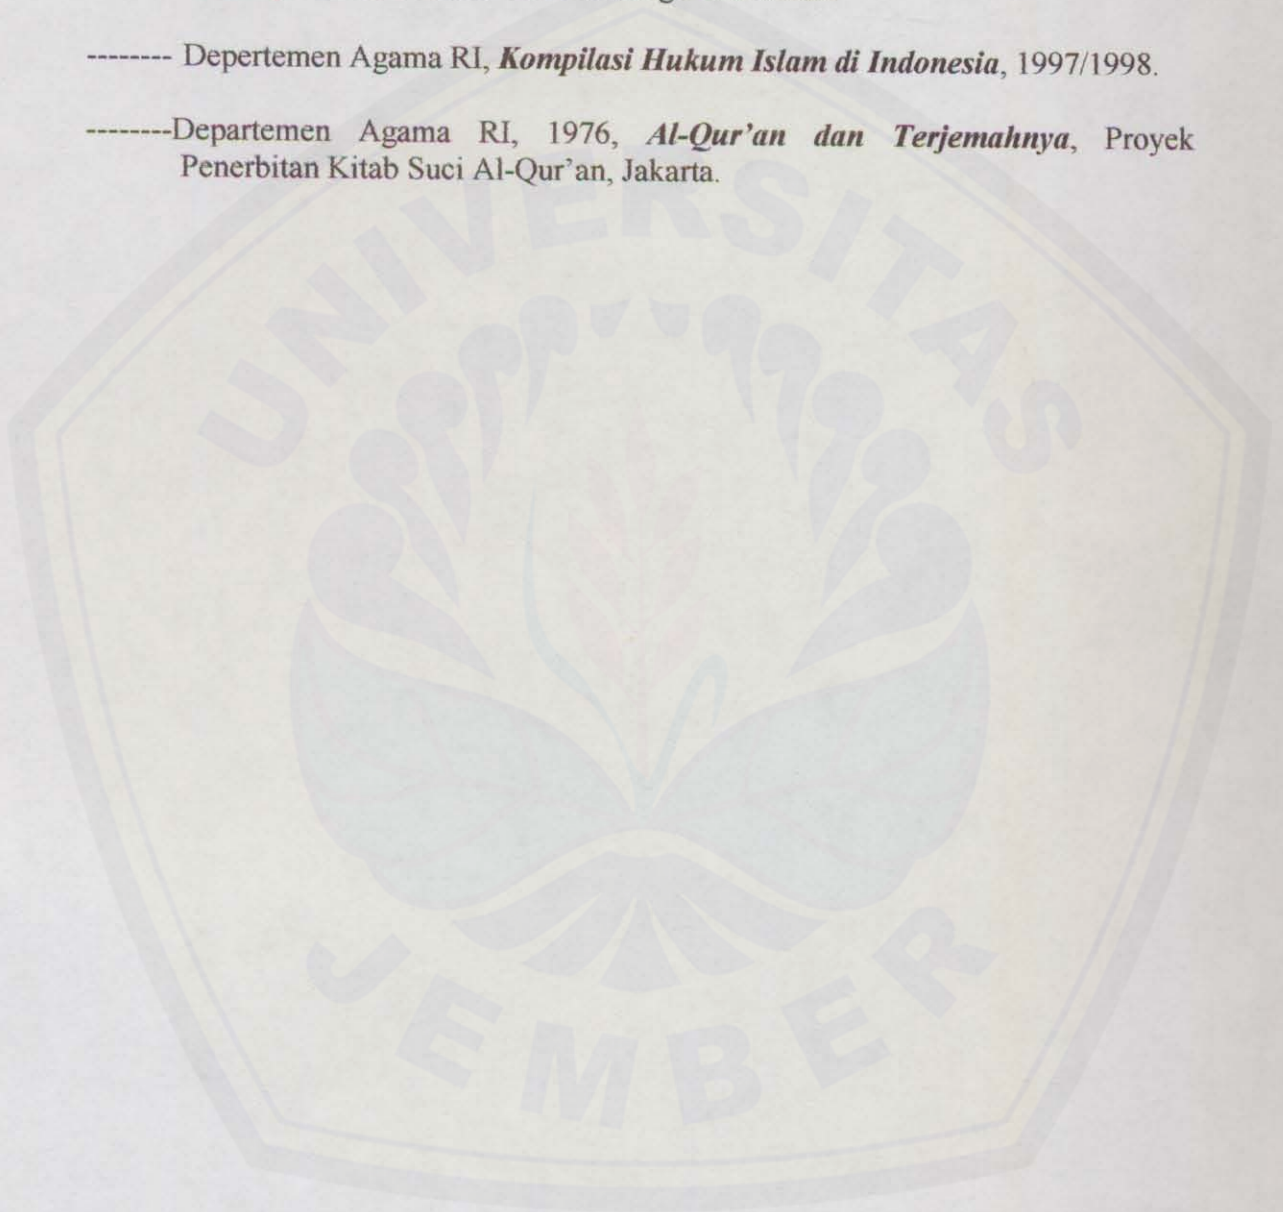 -------- Depertemen Agama RI, Kompilasi Hukum Islam di Indonesia, 1997/1998.
--------Departemen Agama RI, 1976, Al-Qur'an dan Terjemahnya, Proyek
Penerbitan Kitab Suci Al-Qur'an, Jakarta.
UNIVERSITAS
JEMBER